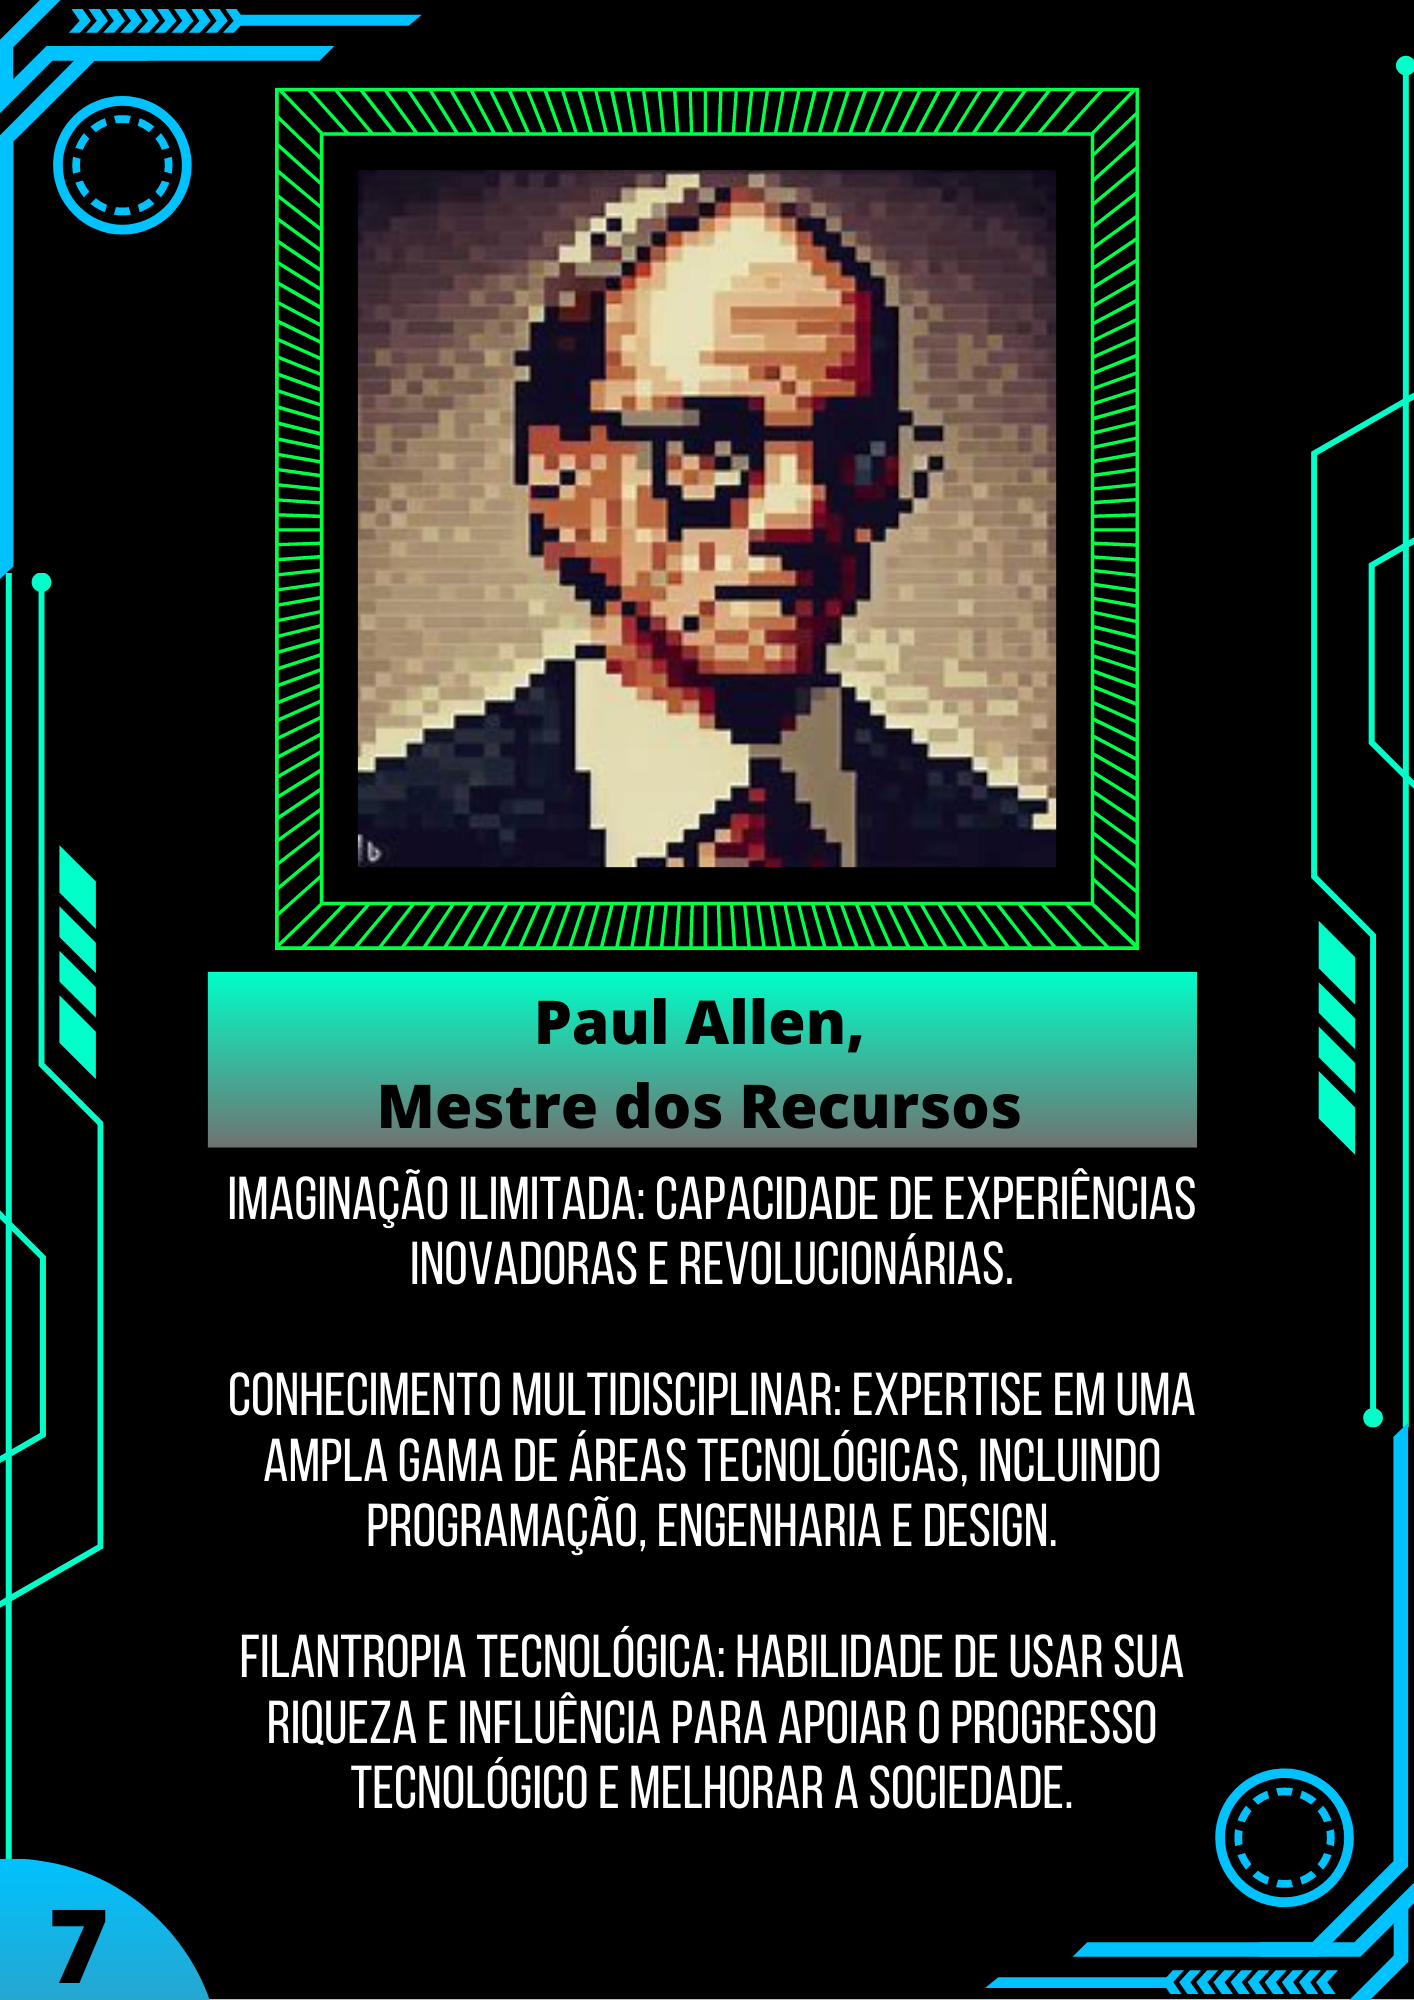 Paul Allen,
Mestre dos Recursos
IMAGINAÇÃO ILIMITADA: CAPACIDADE DE EXPERIÊNCIAS
INOVADORAS E REVOLUCIONÁRIAS.
CONHECIMENTO MULTIDISCIPLINAR: EXPERTISE EM UMA
AMPLA GAMA DE ÁREAS TECNOLÓGICAS, INCLUINDO
PROGRAMAÇÃO, ENGENHARIA E DESIGN.
FILANTROPIA TECNOLÓGICA: HABILIDADE DE USAR SUA
RIQUEZA E INFLUÊNCIA PARA APOIAR O PROGRESSO
TECNOLÓGICO E MELHORAR A SOCIEDADE.
7